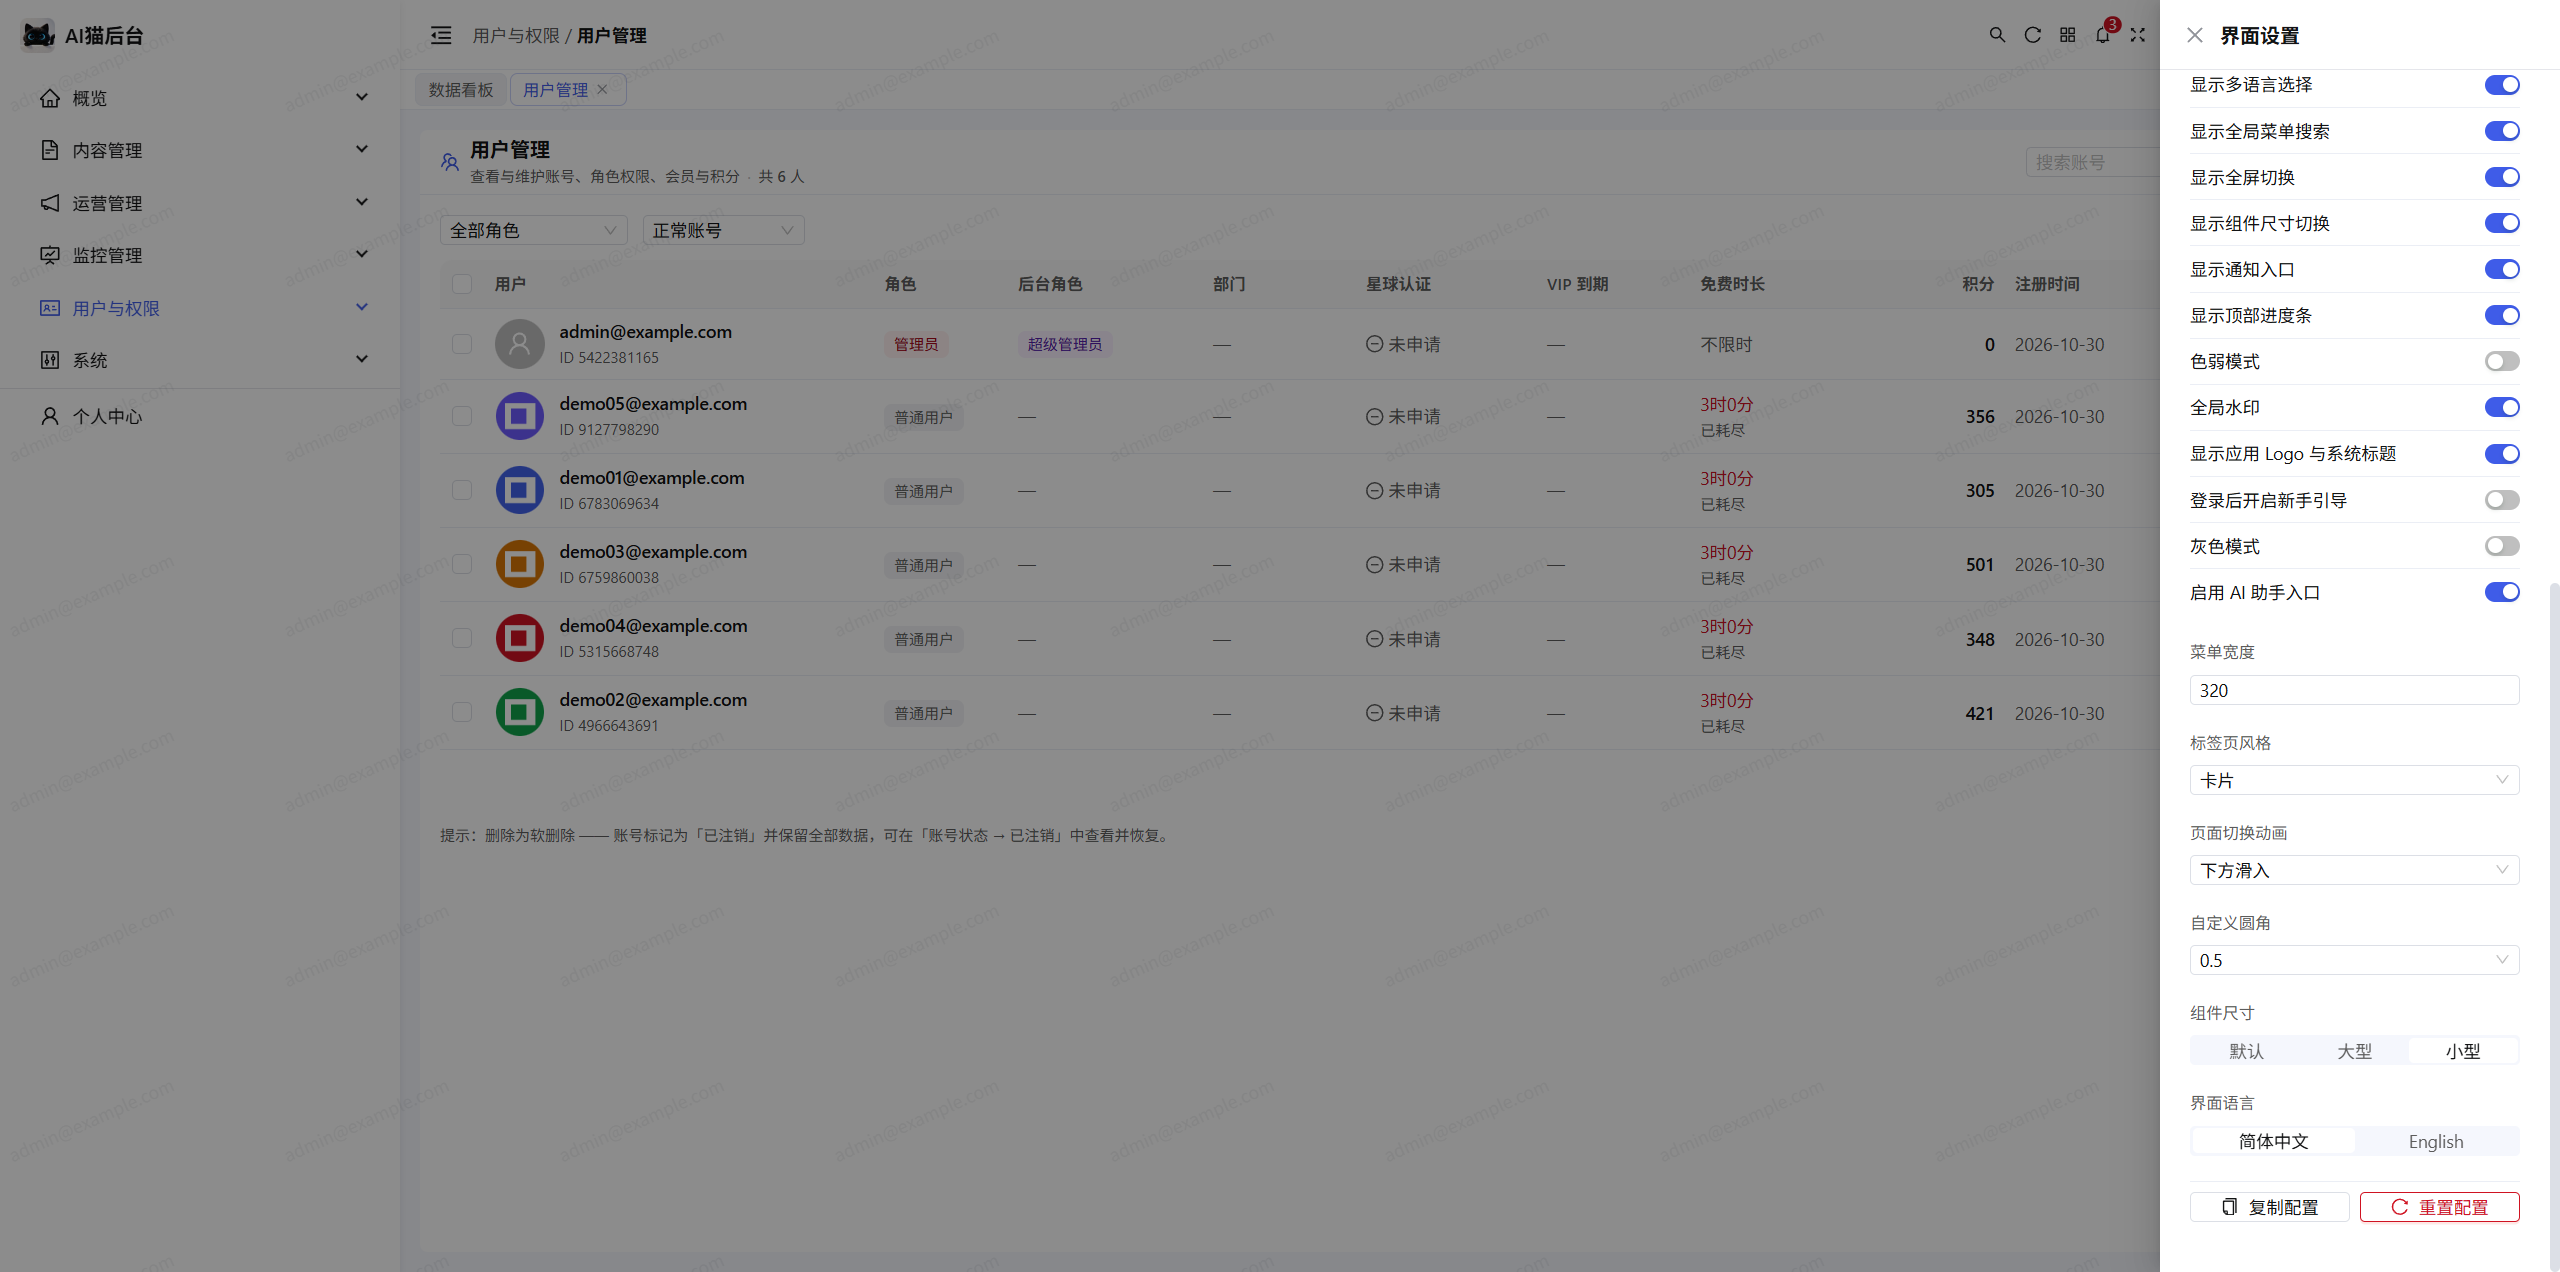 AI猫后台
概览
内容管理
运营管理
监控管理
用户与权限
系统
个人中心
用户与权限 / 用户管理
3
数据看板
用户管理
用户管理
查看与维护账号、角色权限、会员与积分 · 共 6 人
搜索账号
全部角色
正常账号
用户 角色 后台角色 部门 星球认证 VIP 到期 免费时长 积分 注册时间
admin@example.com
ID 5422381165
管理员 超级管理员 — 未申请 — 不限时 0 2026-10-30
demo05@example.com
ID 9127798290
普通用户 — — 未申请 — 3时0分 356 2026-10-30
已耗尽
demo01@example.com
ID 6783069634
普通用户 — — 未申请 — 3时0分 305 2026-10-30
已耗尽
demo03@example.com
ID 6759860038
普通用户 — — 未申请 — 3时0分 501 2026-10-30
已耗尽
demo04@example.com
ID 5315668748
普通用户 — — 未申请 — 3时0分 348 2026-10-30
已耗尽
demo02@example.com
ID 4966643691
普通用户 — — 未申请 — 3时0分 421 2026-10-30
已耗尽
提示：删除为软删除 —— 账号标记为「已注销」并保留全部数据，可在「账号状态 → 已注销」中查看并恢复。
界面设置
显示多语言选择
显示全局菜单搜索
显示全屏切换
显示组件尺寸切换
显示通知入口
显示顶部进度条
色弱模式
全局水印
显示应用 Logo 与系统标题
登录后开启新手引导
灰色模式
启用 AI 助手入口
菜单宽度
320
标签页风格
卡片
页面切换动画
下方滑入
自定义圆角
0.5
组件尺寸
默认 大型 小型
界面语言
简体中文 English
复制配置 重置配置
admin@example.com